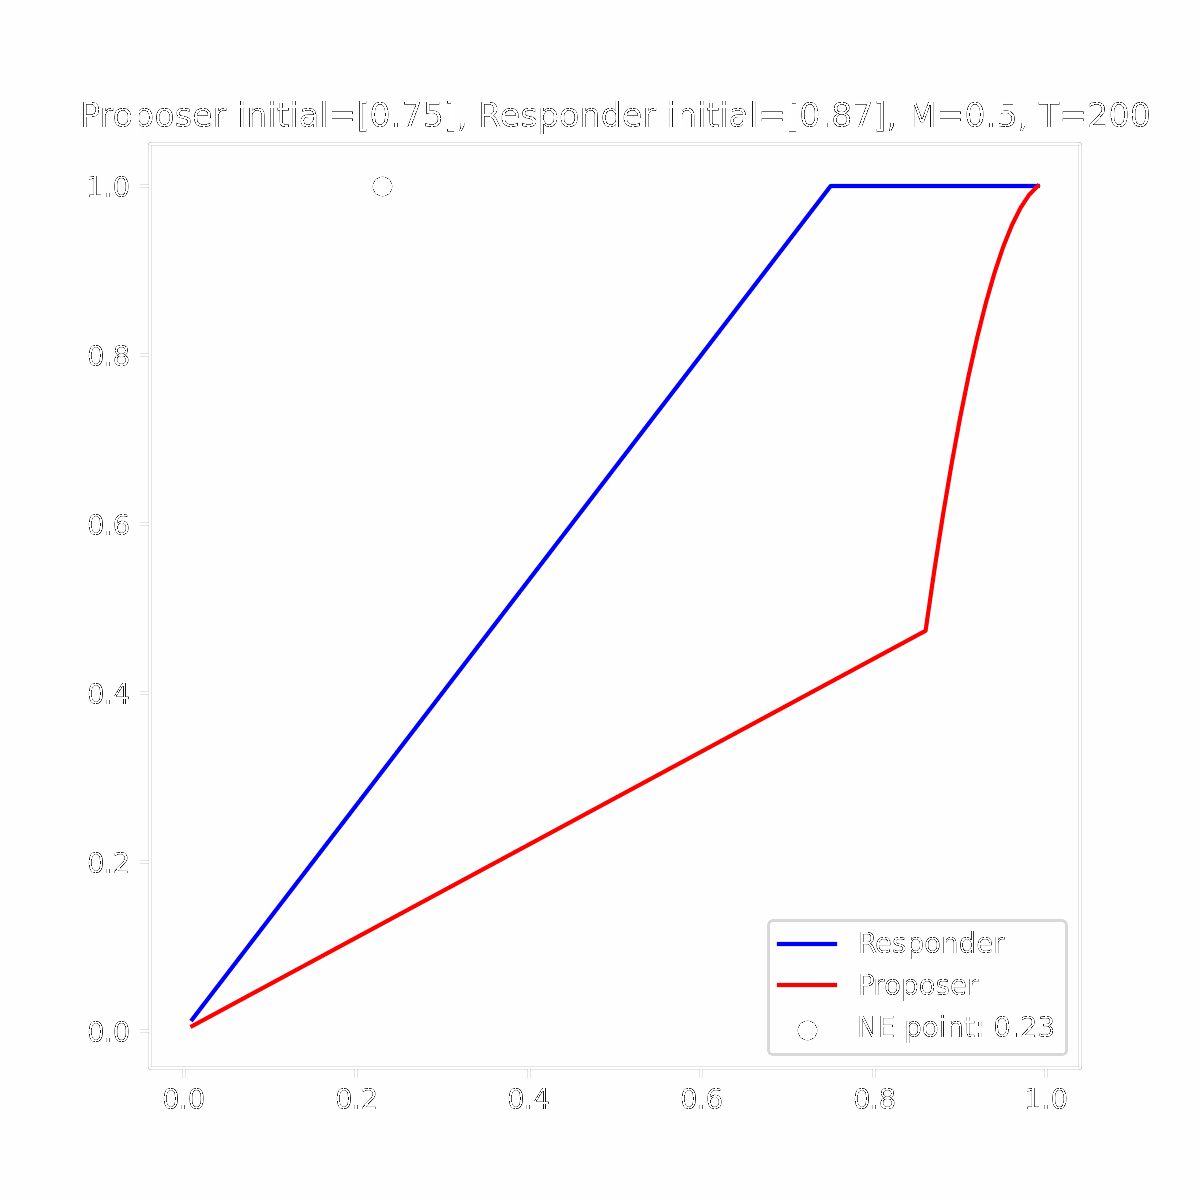 Proposer initial=[0.75], Responder initial=[0.87], M=0.5, T=200
1.0
0.8
0.6
0.4
0.2
0.0
Responder
Proposer
NE point: 0.23
0.0 0.2 0.4 0.6 0.8 1.0